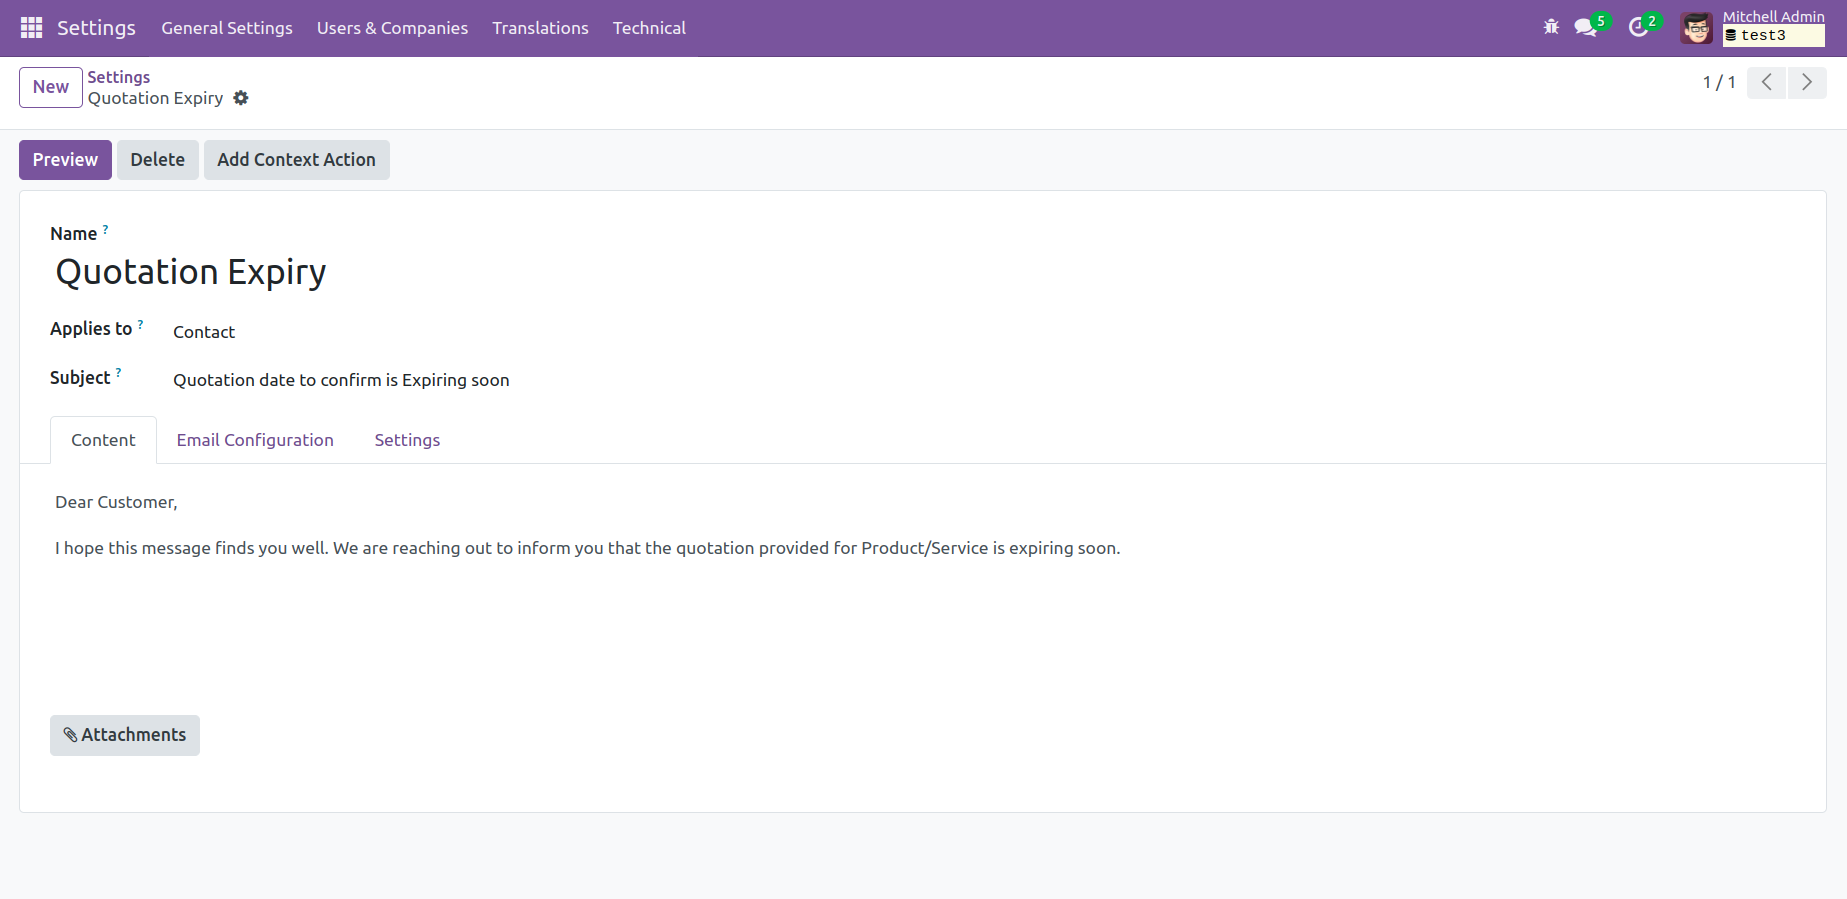 Settings General Settings Users & Companies Translations Technical 5 2 Mitchell Admin
test3
New Settings 1 / 1
Quotation Expiry
Preview Delete Add Context Action
Name ?
Quotation Expiry
Applies to ? Contact
Subject ? Quotation date to confirm is Expiring soon
Content Email Configuration Settings
Dear Customer,
I hope this message finds you well. We are reaching out to inform you that the quotation provided for Product/Service is expiring soon.
Attachments